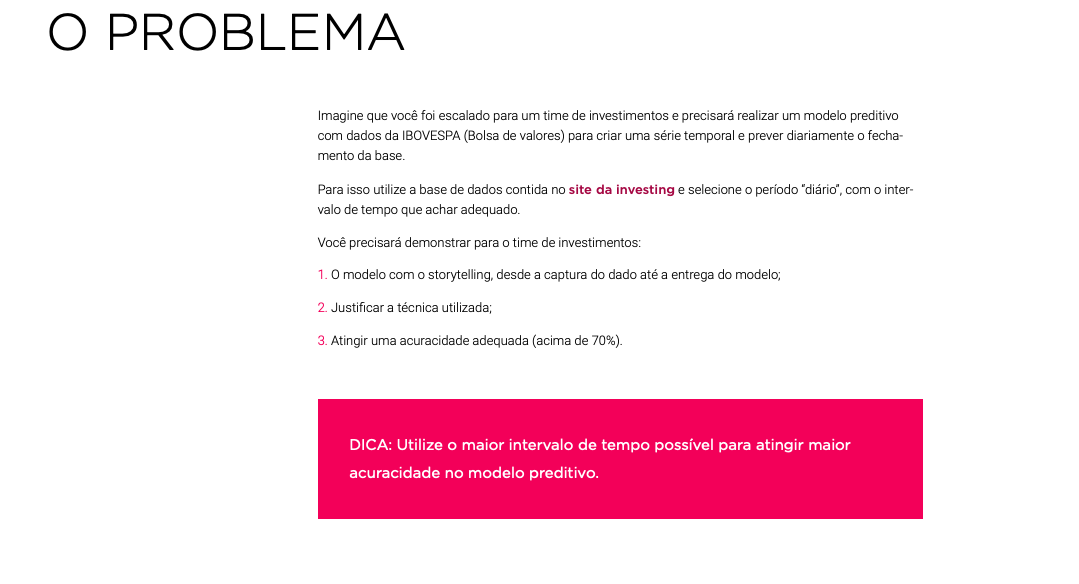 O PROBLEMA
Imagine que você foi escalado para um time de investimentos e precisará realizar um modelo preditivo
com dados da IBOVESPA (Bolsa de valores) para criar uma série temporal e prever diariamente o fecha-
mento da base.
Para isso utilize a base de dados contida no site da investing e selecione o período “diário”, com o inter-
valo de tempo que achar adequado.
Você precisará demonstrar para o time de investimentos:
1. O modelo com o storytelling, desde a captura do dado até a entrega do modelo;
2. Justificar a técnica utilizada;
3. Atingir uma acuracidade adequada (acima de 70%).
DICA: Utilize o maior intervalo de tempo possível para atingir maior
acuracidade no modelo preditivo.